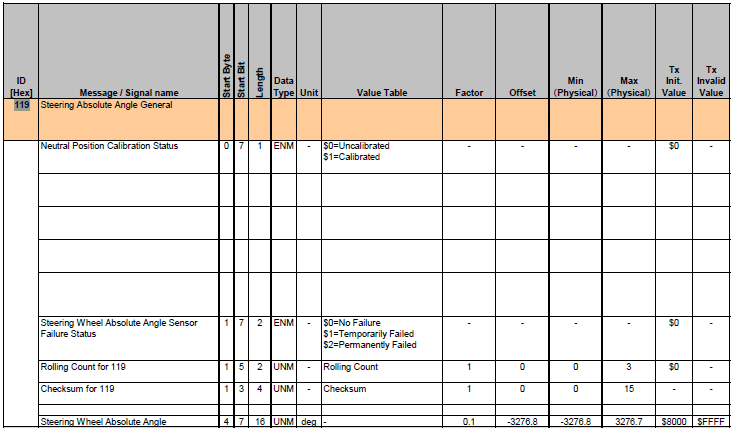 ID [Hex] Message / Signal name Start Byte Start Bit Length Data Type Unit Value Table Factor Offset Min (Physical) Max (Physical) Tx Init. Value Tx Invalid Value
119 Steering Absolute Angle General
Neutral Position Calibration Status 0 7 1 ENM - $0=Uncalibrated - - - - $0 -
$1=Calibrated
Steering Wheel Absolute Angle Sensor 1 7 2 ENM - $0=No Failure - - - - $0 -
Failure Status $1=Temporarily Failed
$2=Permanently Failed
Rolling Count for 119 1 5 2 UNM - Rolling Count 1 0 0 3 $0 -
Checksum for 119 1 3 4 UNM - Checksum 1 0 0 15 - -
Steering Wheel Absolute Angle 4 7 16 UNM deg - 0.1 -3276.8 -3276.8 3276.7 $8000 $FFFF